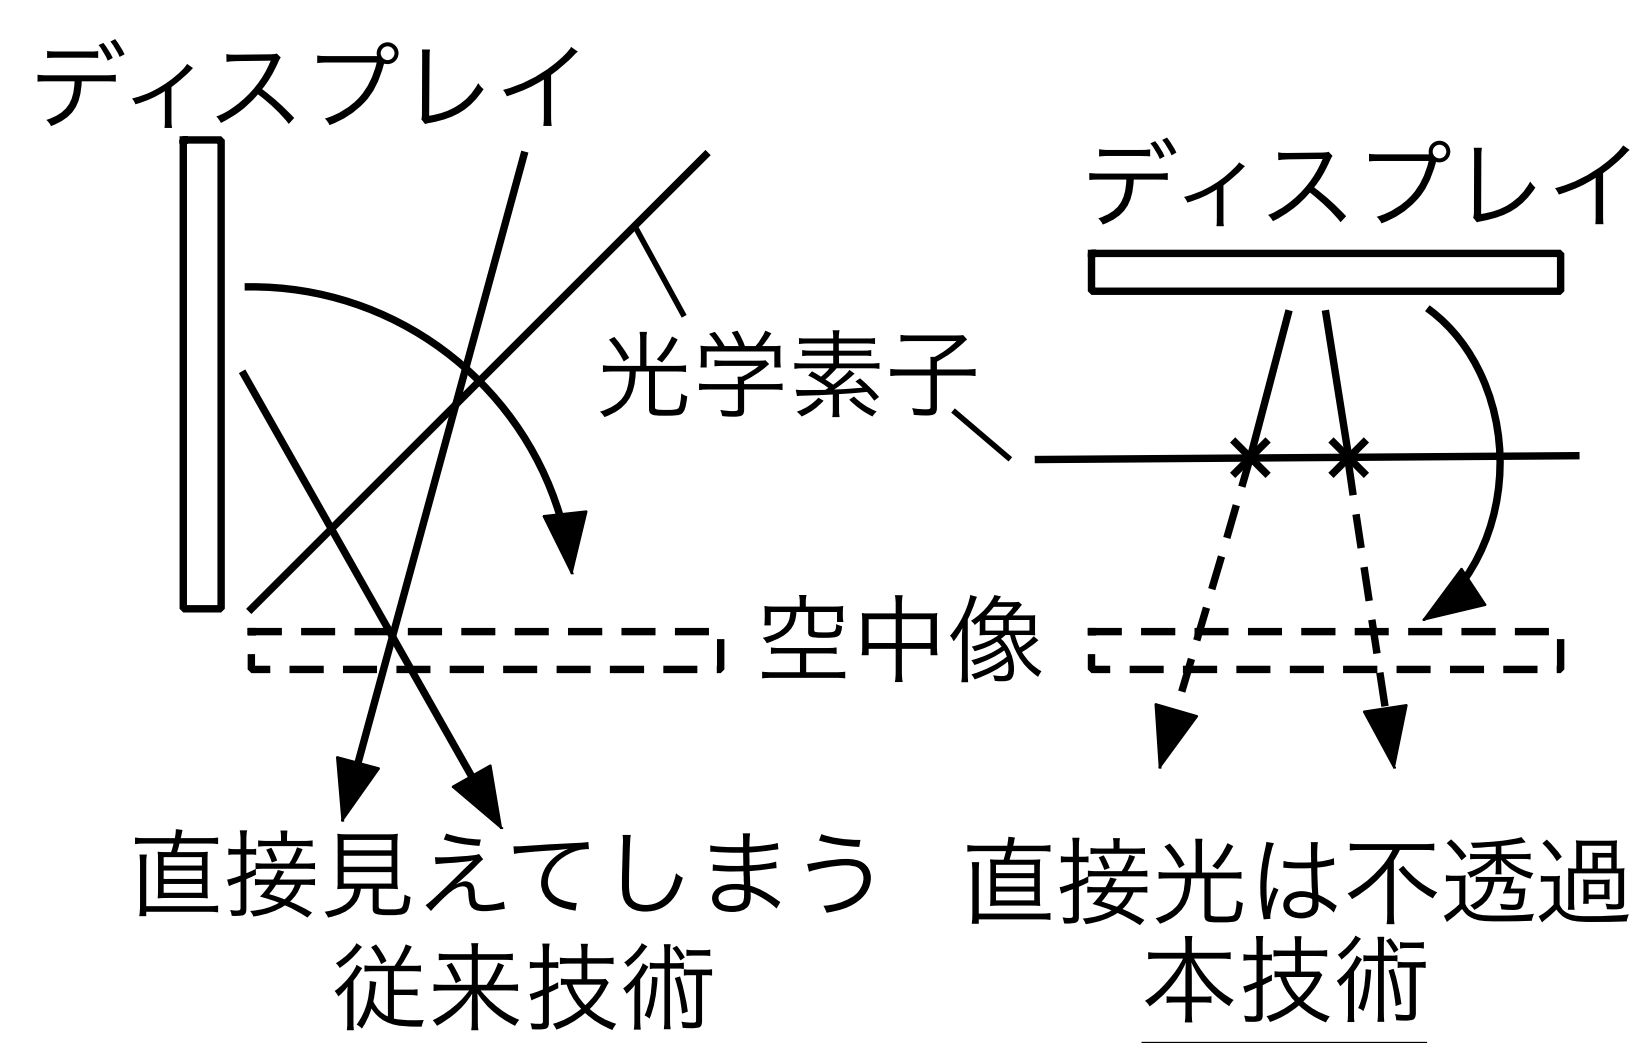 ディスプレイ
ディスプレイ
光学素子
空中像
直接見えてしまう
従来技術
直接光は不透過
本技術